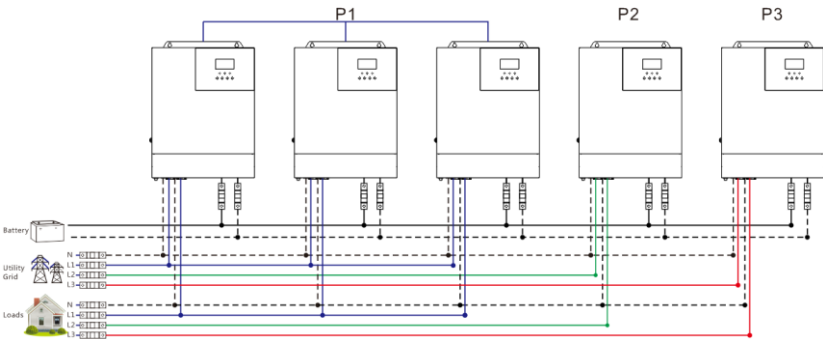 P1
P2
P3
Battery
N
L1
Utility
Grid
L2
L3
N
Loads
L1
L2
L3